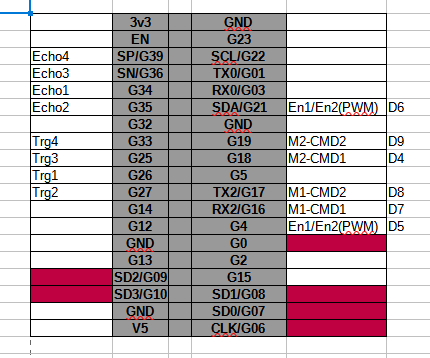 3v3 GND
EN G23
Echo4 SP/G39 SCL/G22
Echo3 SN/G36 TX0/G01
Echo1 G34 RX0/G03
Echo2 G35 SDA/G21 En1/En2(PWM) D6
G32 GND
Trg4 G33 G19 M2-CMD2 D9
Trg3 G25 G18 M2-CMD1 D4
Trg1 G26 G5
Trg2 G27 TX2/G17 M1-CMD2 D8
G14 RX2/G16 M1-CMD1 D7
G12 G4 En1/En2(PWM) D5
GND G0
G13 G2
SD2/G09 G15
SD3/G10 SD1/G08
GND SD0/G07
V5 CLK/G06